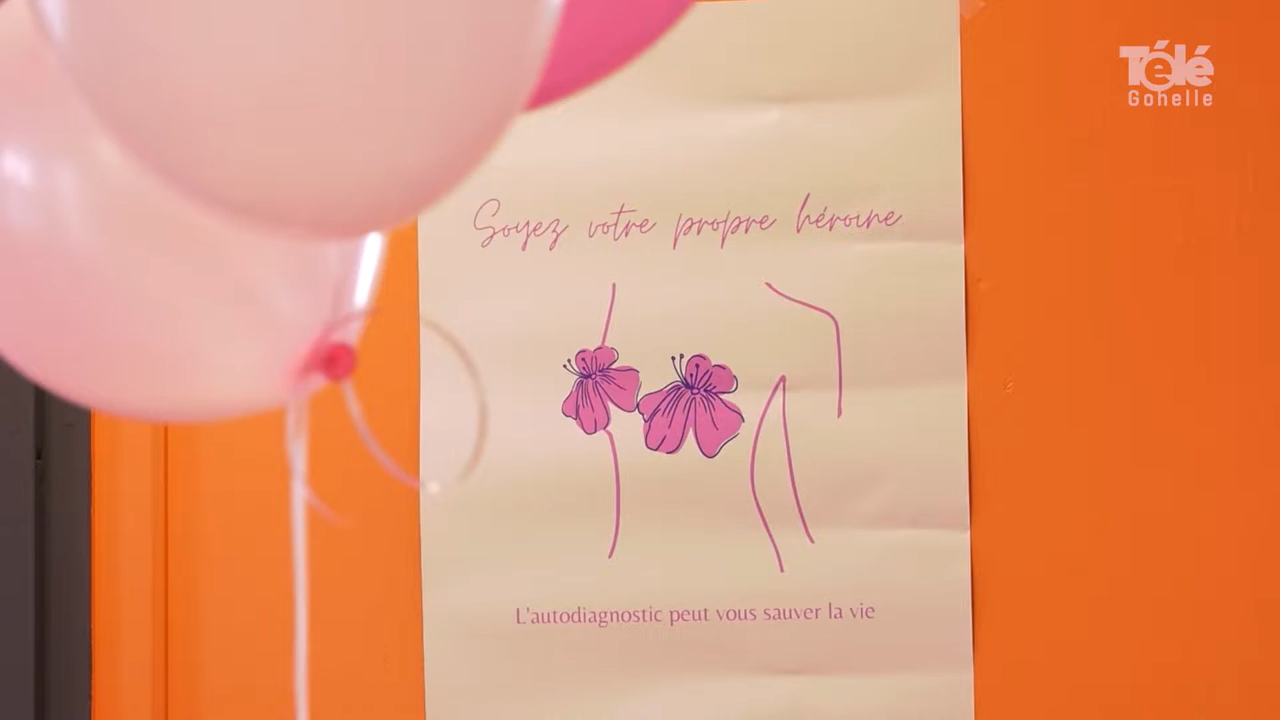 Télé
Gohelle
Soyez votre propre héroïne
L'autodiagnostic peut vous sauver la vie